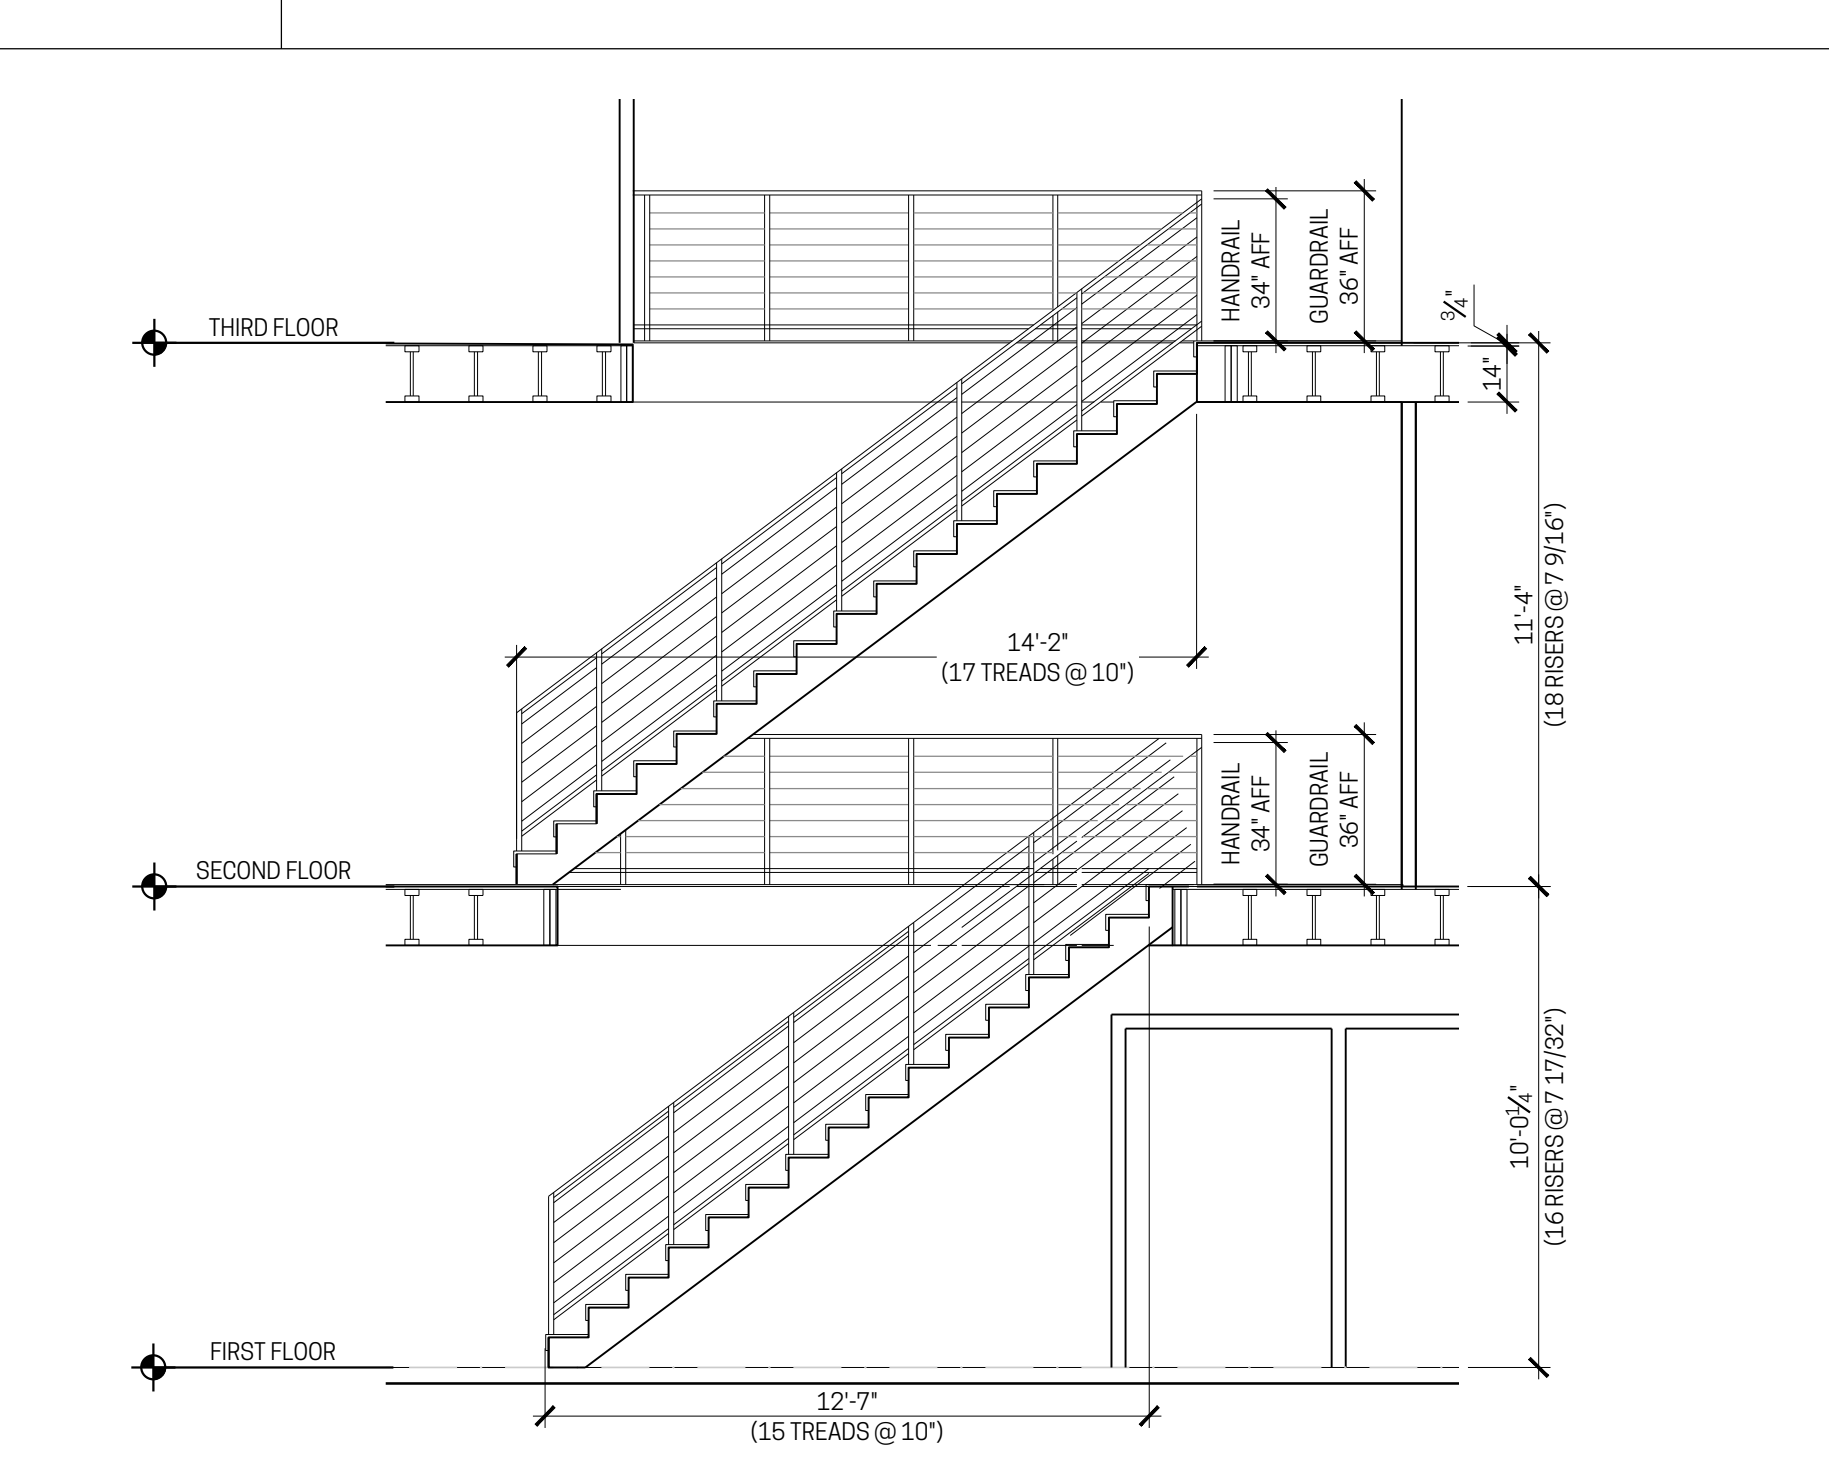 HANDRAIL
34" AFF
GUARDRAIL
36" AFF
3/4"
THIRD FLOOR
14"
11'-4"
(18 RISERS @ 7 9/16")
14'-2"
(17 TREADS @ 10")
HANDRAIL
34" AFF
GUARDRAIL
36" AFF
SECOND FLOOR
10'-01/4"
(16 RISERS @ 7 17/32")
FIRST FLOOR
12'-7"
(15 TREADS @ 10")